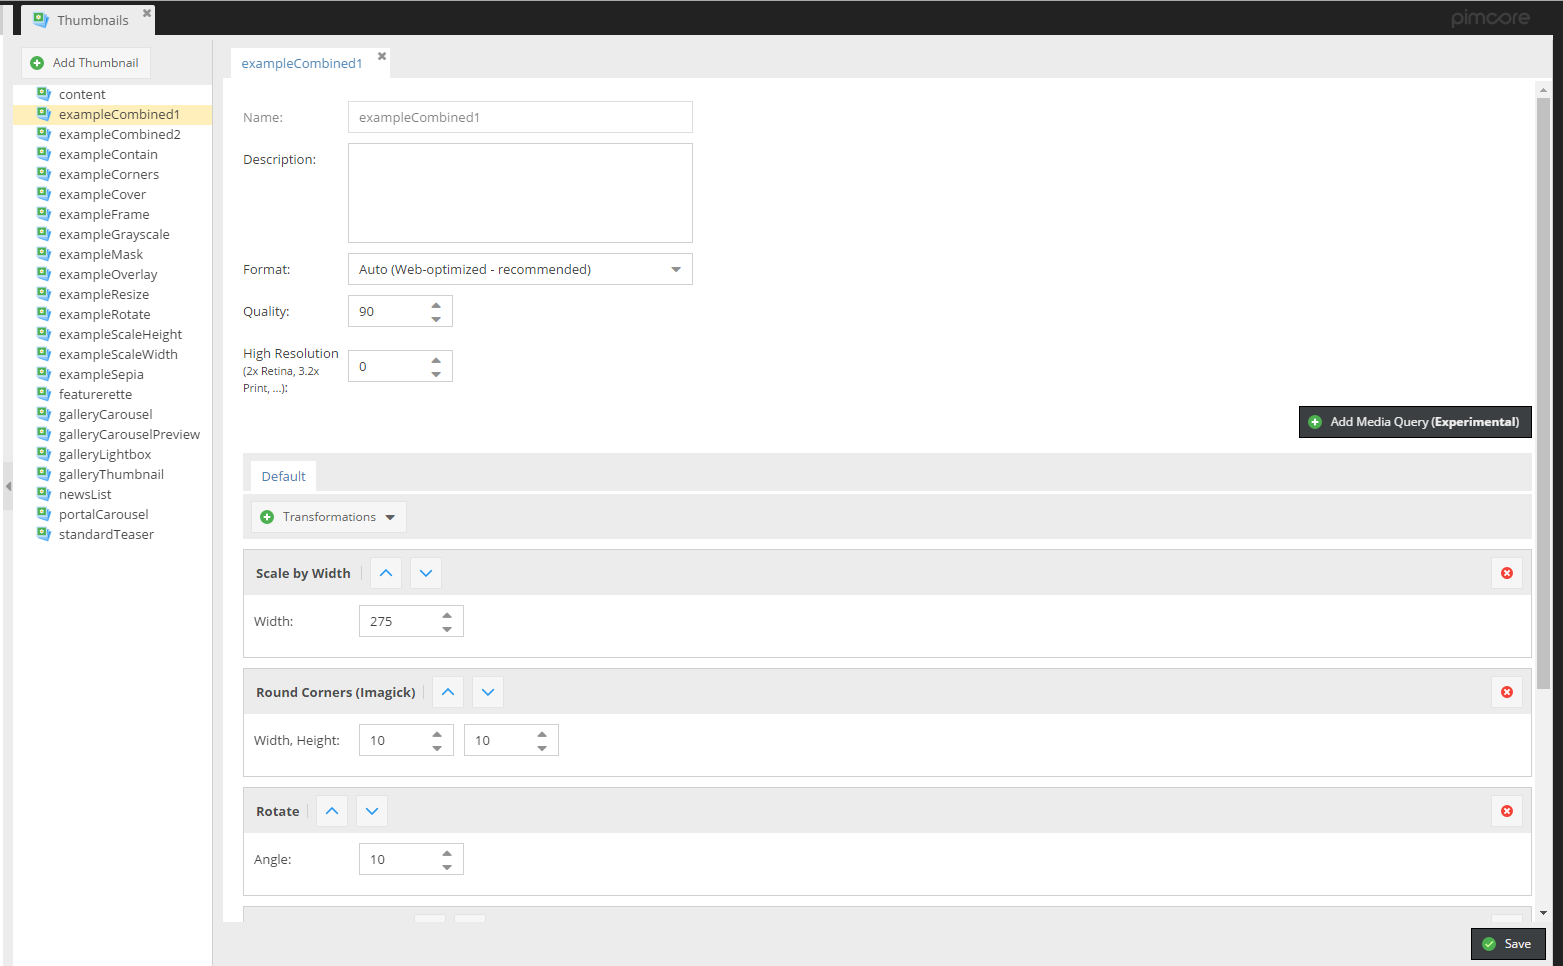 Thumbnails
pimcore
Add Thumbnail
content
exampleCombined1
exampleCombined2
exampleContain
exampleCorners
exampleCover
exampleFrame
exampleGrayscale
exampleMask
exampleOverlay
exampleResize
exampleRotate
exampleScaleHeight
exampleScaleWidth
exampleSepia
featurerette
galleryCarousel
galleryCarouselPreview
galleryLightbox
galleryThumbnail
newsList
portalCarousel
standardTeaser
exampleCombined1
Name: exampleCombined1
Description:
Format: Auto (Web-optimized - recommended)
Quality: 90
High Resolution
(2x Retina, 3.2x
Print, ...): 0
Add Media Query (Experimental)
Default
Transformations
Scale by Width
Width: 275
Round Corners (Imagick)
Width, Height: 10 10
Rotate
Angle: 10
Save